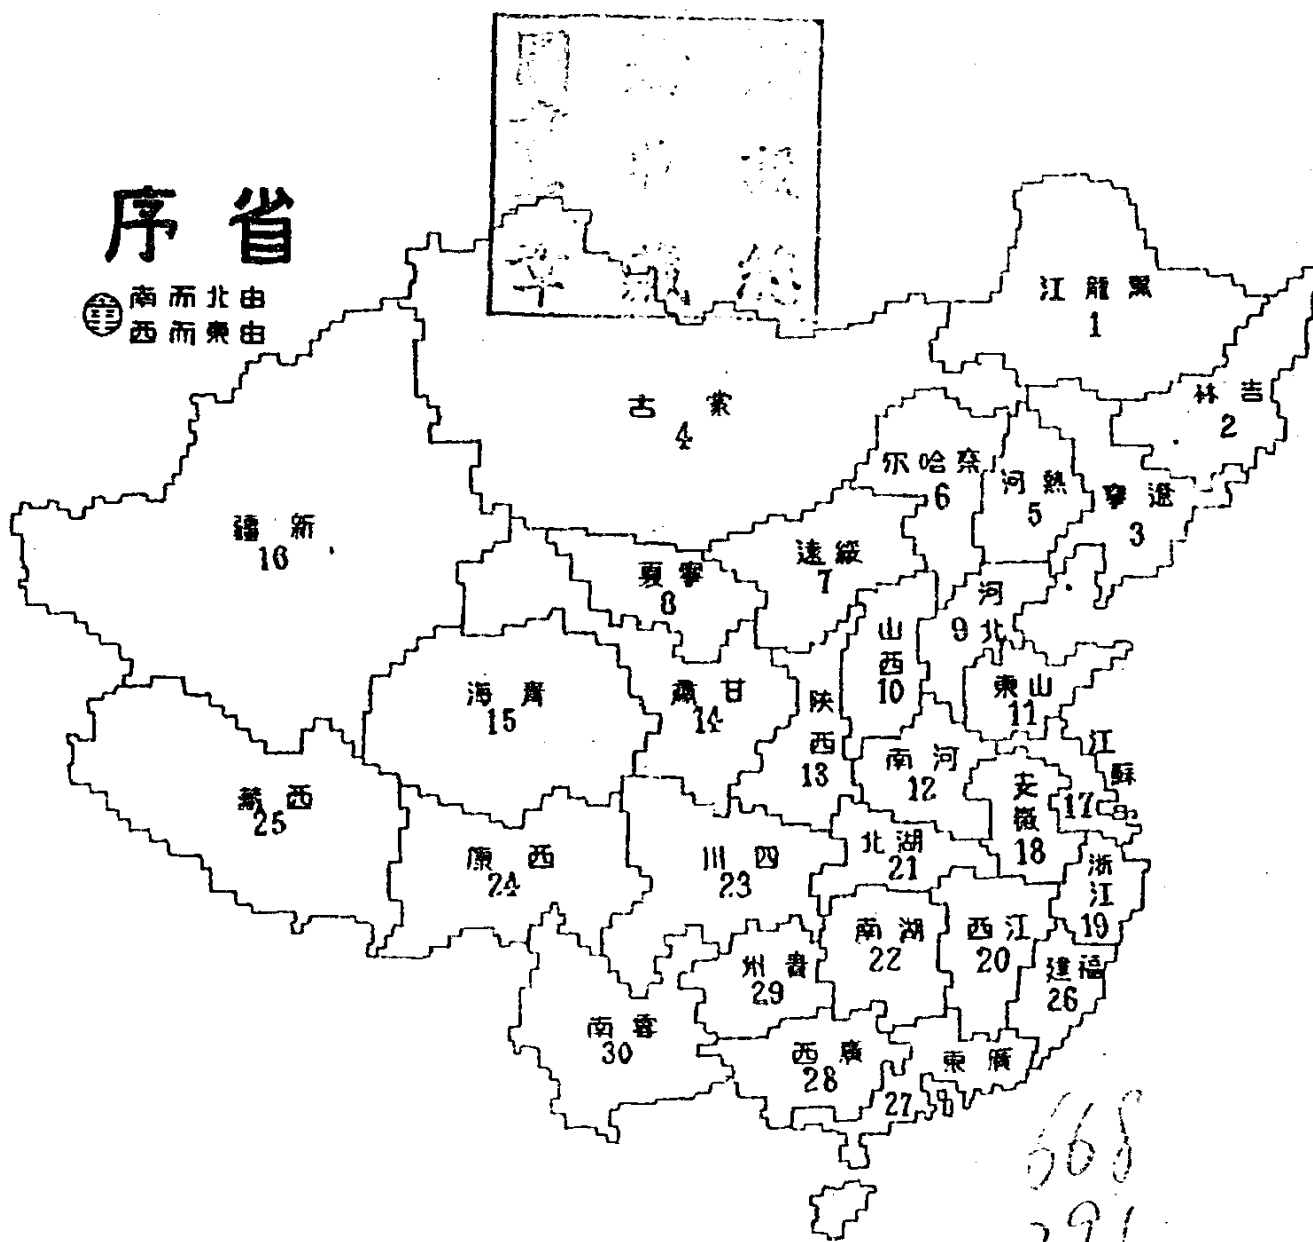 省序
由北而南
由東而西
黑龍江
1
吉林
2
遼寧
3
蒙古
4
熱河
5
察哈尔
6
綏遠
7
寧夏
8
河北
9
山西
10
山東
11
河南
12
陝西
13
甘肅
14
青海
15
新疆
16
江蘇
17
安徽
18
浙江
19
江西
20
湖北
21
湖南
22
四川
23
西康
24
西藏
25
福建
26
廣東
27
廣西
28
貴州
29
雲南
30
668